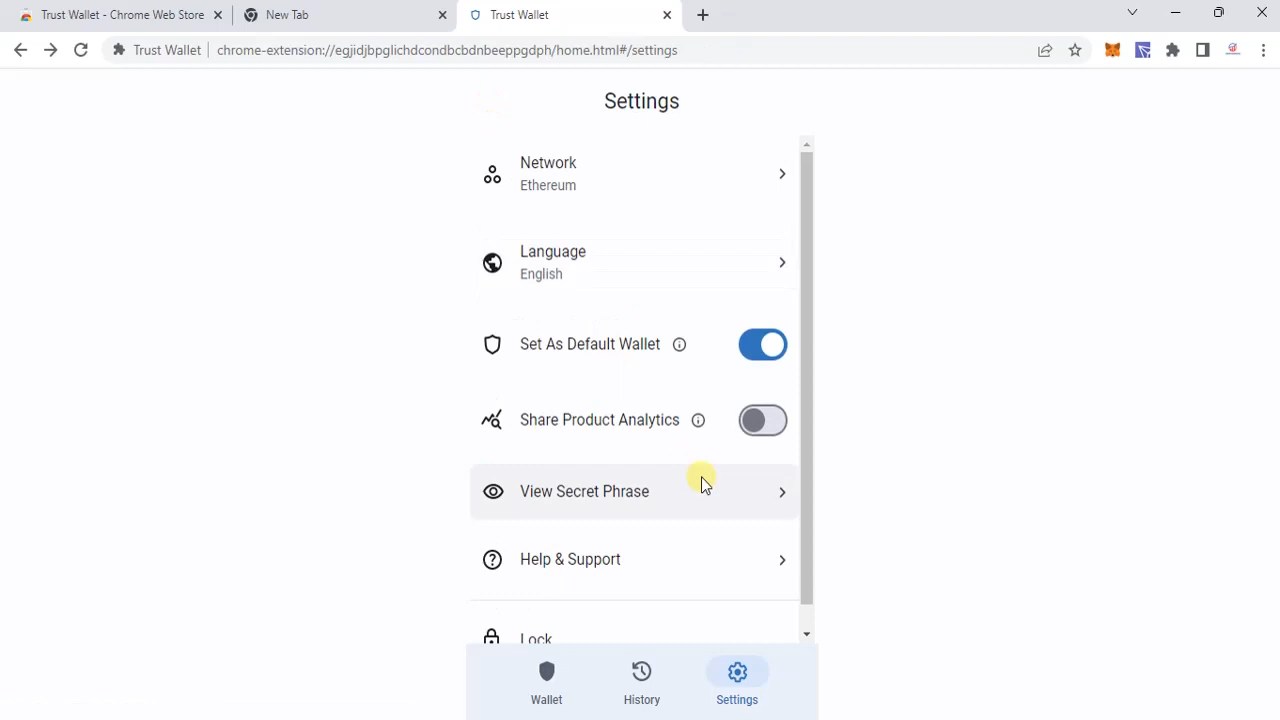 Trust Wallet - Chrome Web Store
New Tab
Trust Wallet
Trust Wallet
chrome-extension://egjidjbpglichdcondbcbdnbeeppgdph/home.html#/settings
Settings
Network
Ethereum
Language
English
Set As Default Wallet
Share Product Analytics
View Secret Phrase
Help & Support
Lock
Wallet
History
Settings